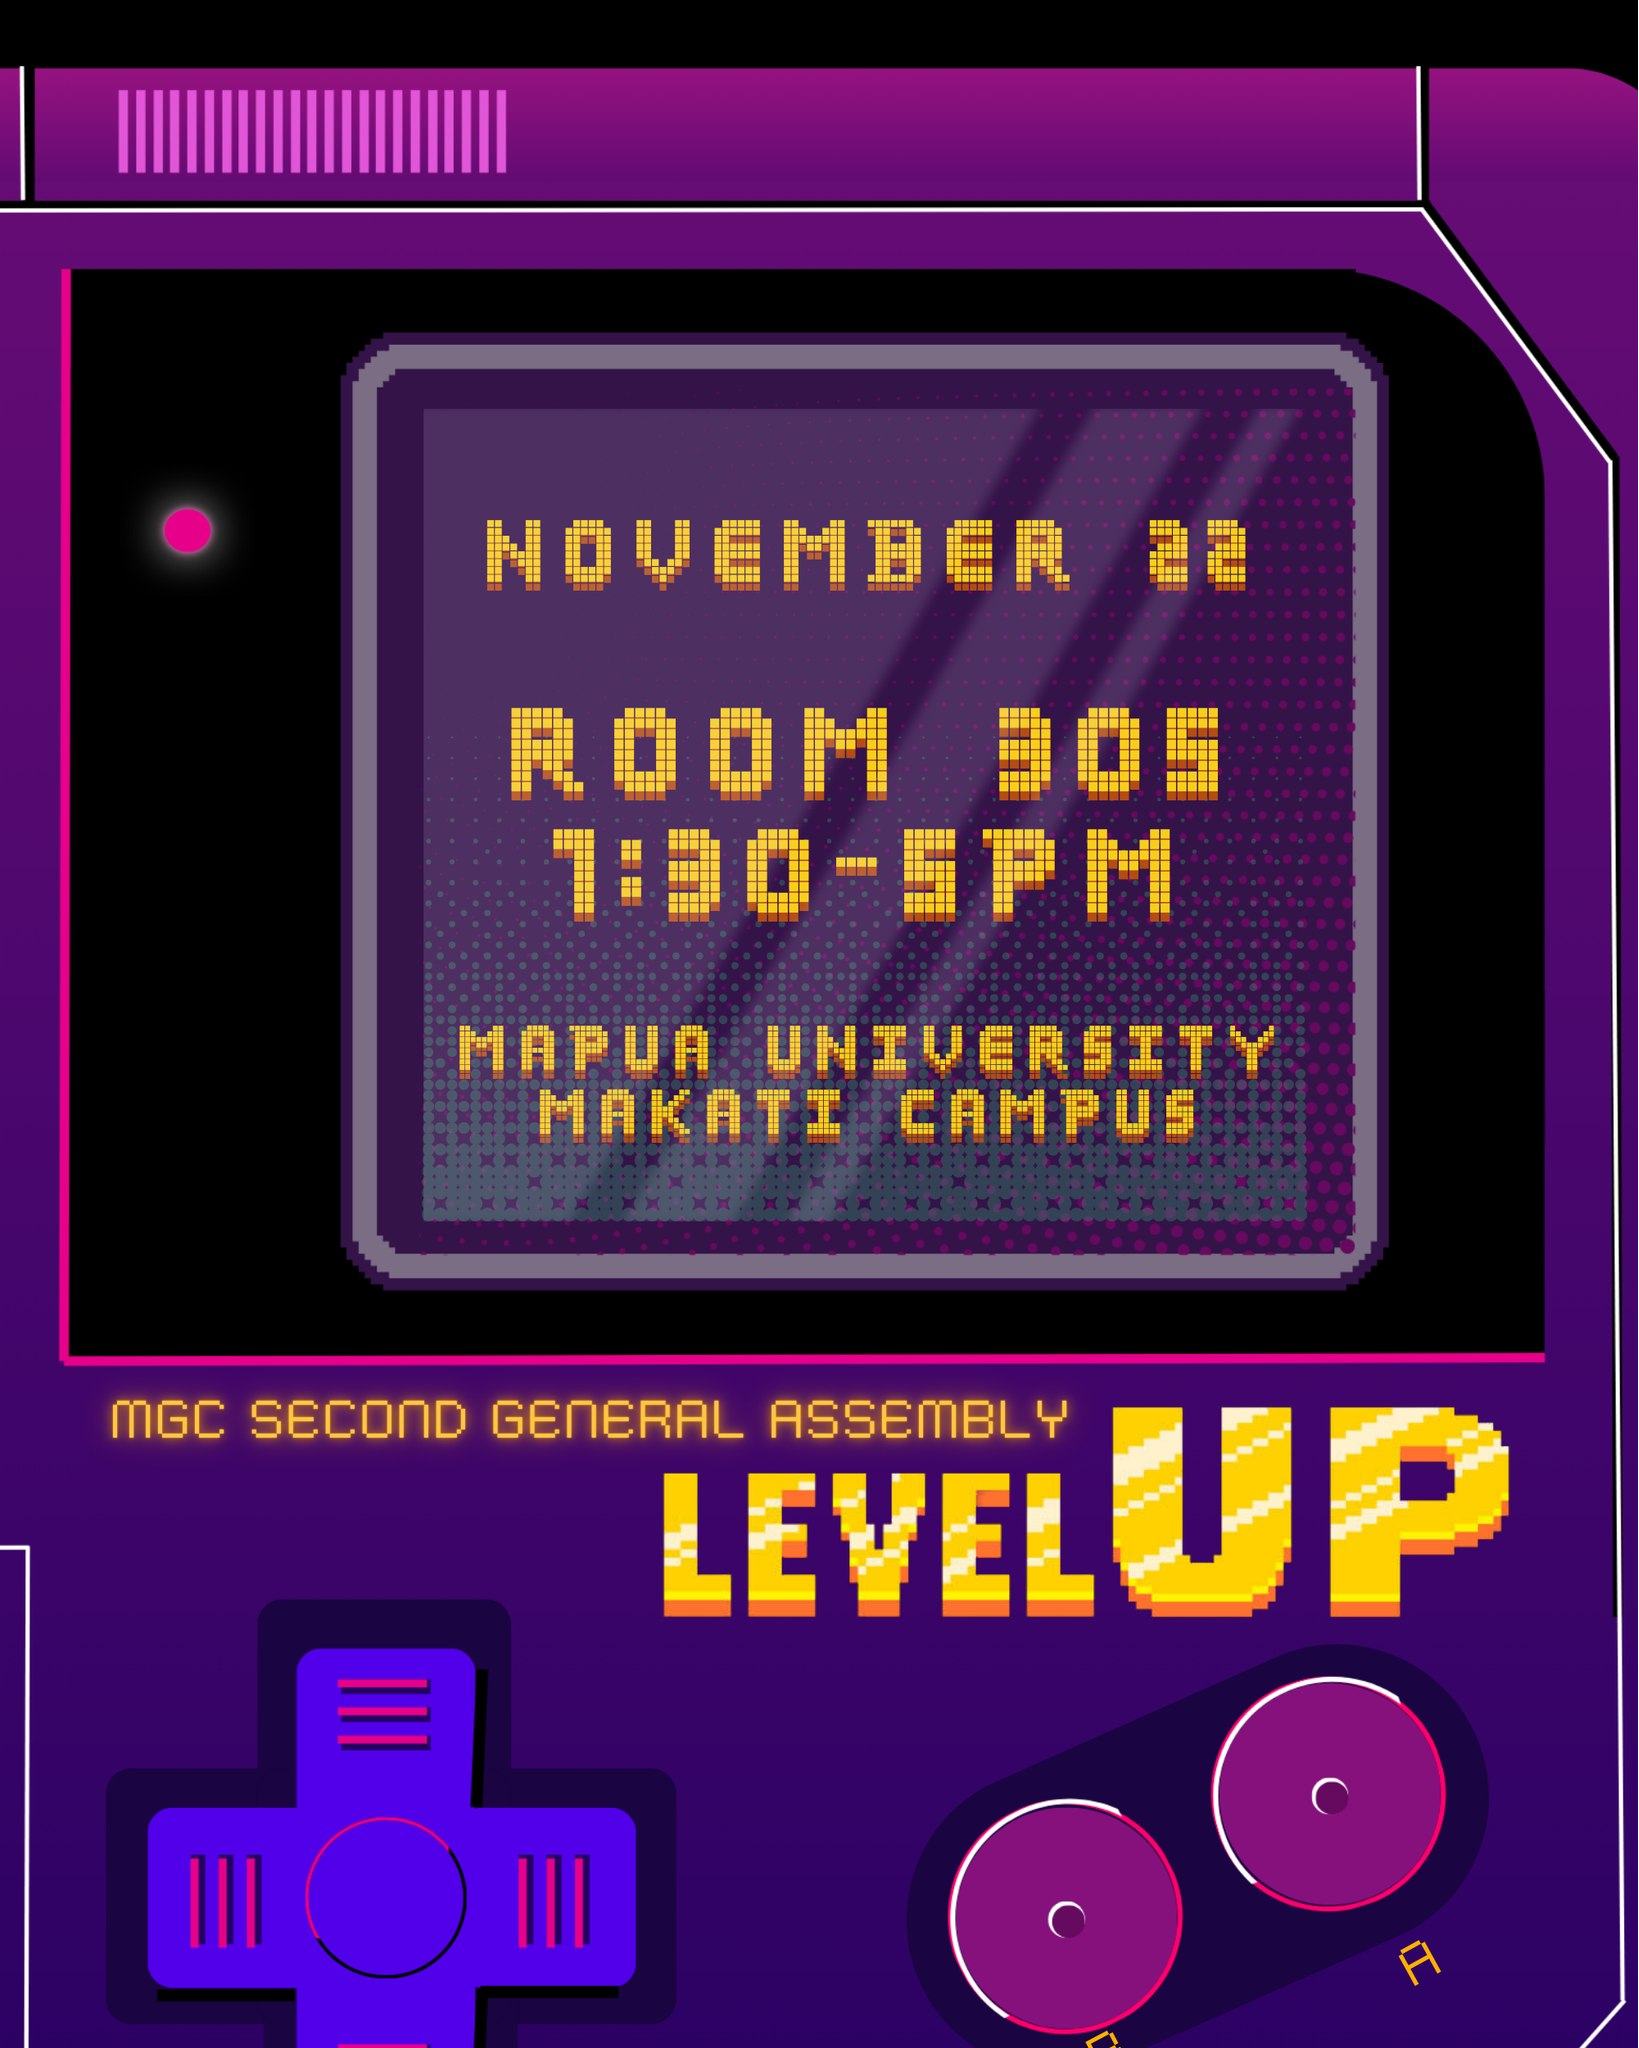 NOVEMBER 22
ROOM 305
1:30-5PM
MAPUA UNIVERSITY
MAKATI CAMPUS
MGC SECOND GENERAL ASSEMBLY
LEVEL UP
A